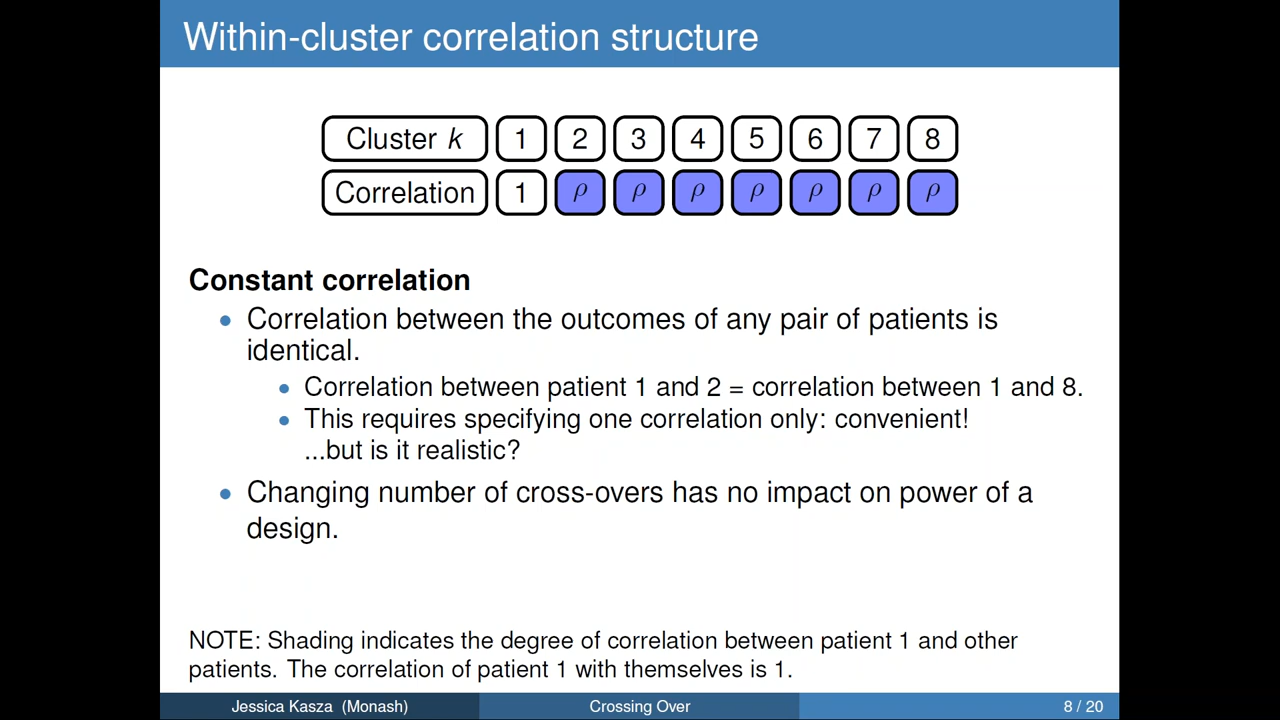 Within-cluster correlation structure
Cluster k 1 2 3 4 5 6 7 8
Correlation 1 ρ ρ ρ ρ ρ ρ ρ
Constant correlation
• Correlation between the outcomes of any pair of patients is
identical.
• Correlation between patient 1 and 2 = correlation between 1 and 8.
• This requires specifying one correlation only: convenient!
...but is it realistic?
• Changing number of cross-overs has no impact on power of a
design.
NOTE: Shading indicates the degree of correlation between patient 1 and other
patients. The correlation of patient 1 with themselves is 1.
Jessica Kasza (Monash) Crossing Over 8 / 20